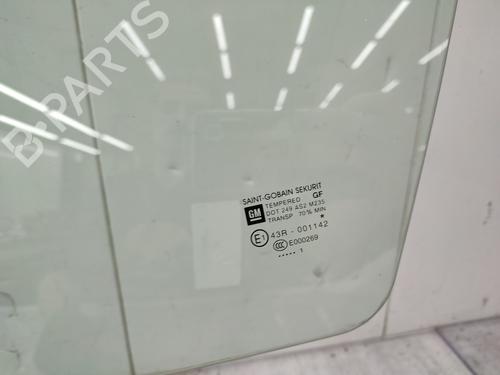 B-PARTS
SAINT-GOBAIN SEKURIT
TEMPERED GF
GM DOT 249 AS2 M235
TRANSP 70% MIN
E1 43R - 001142
CCC E000269
..... 1